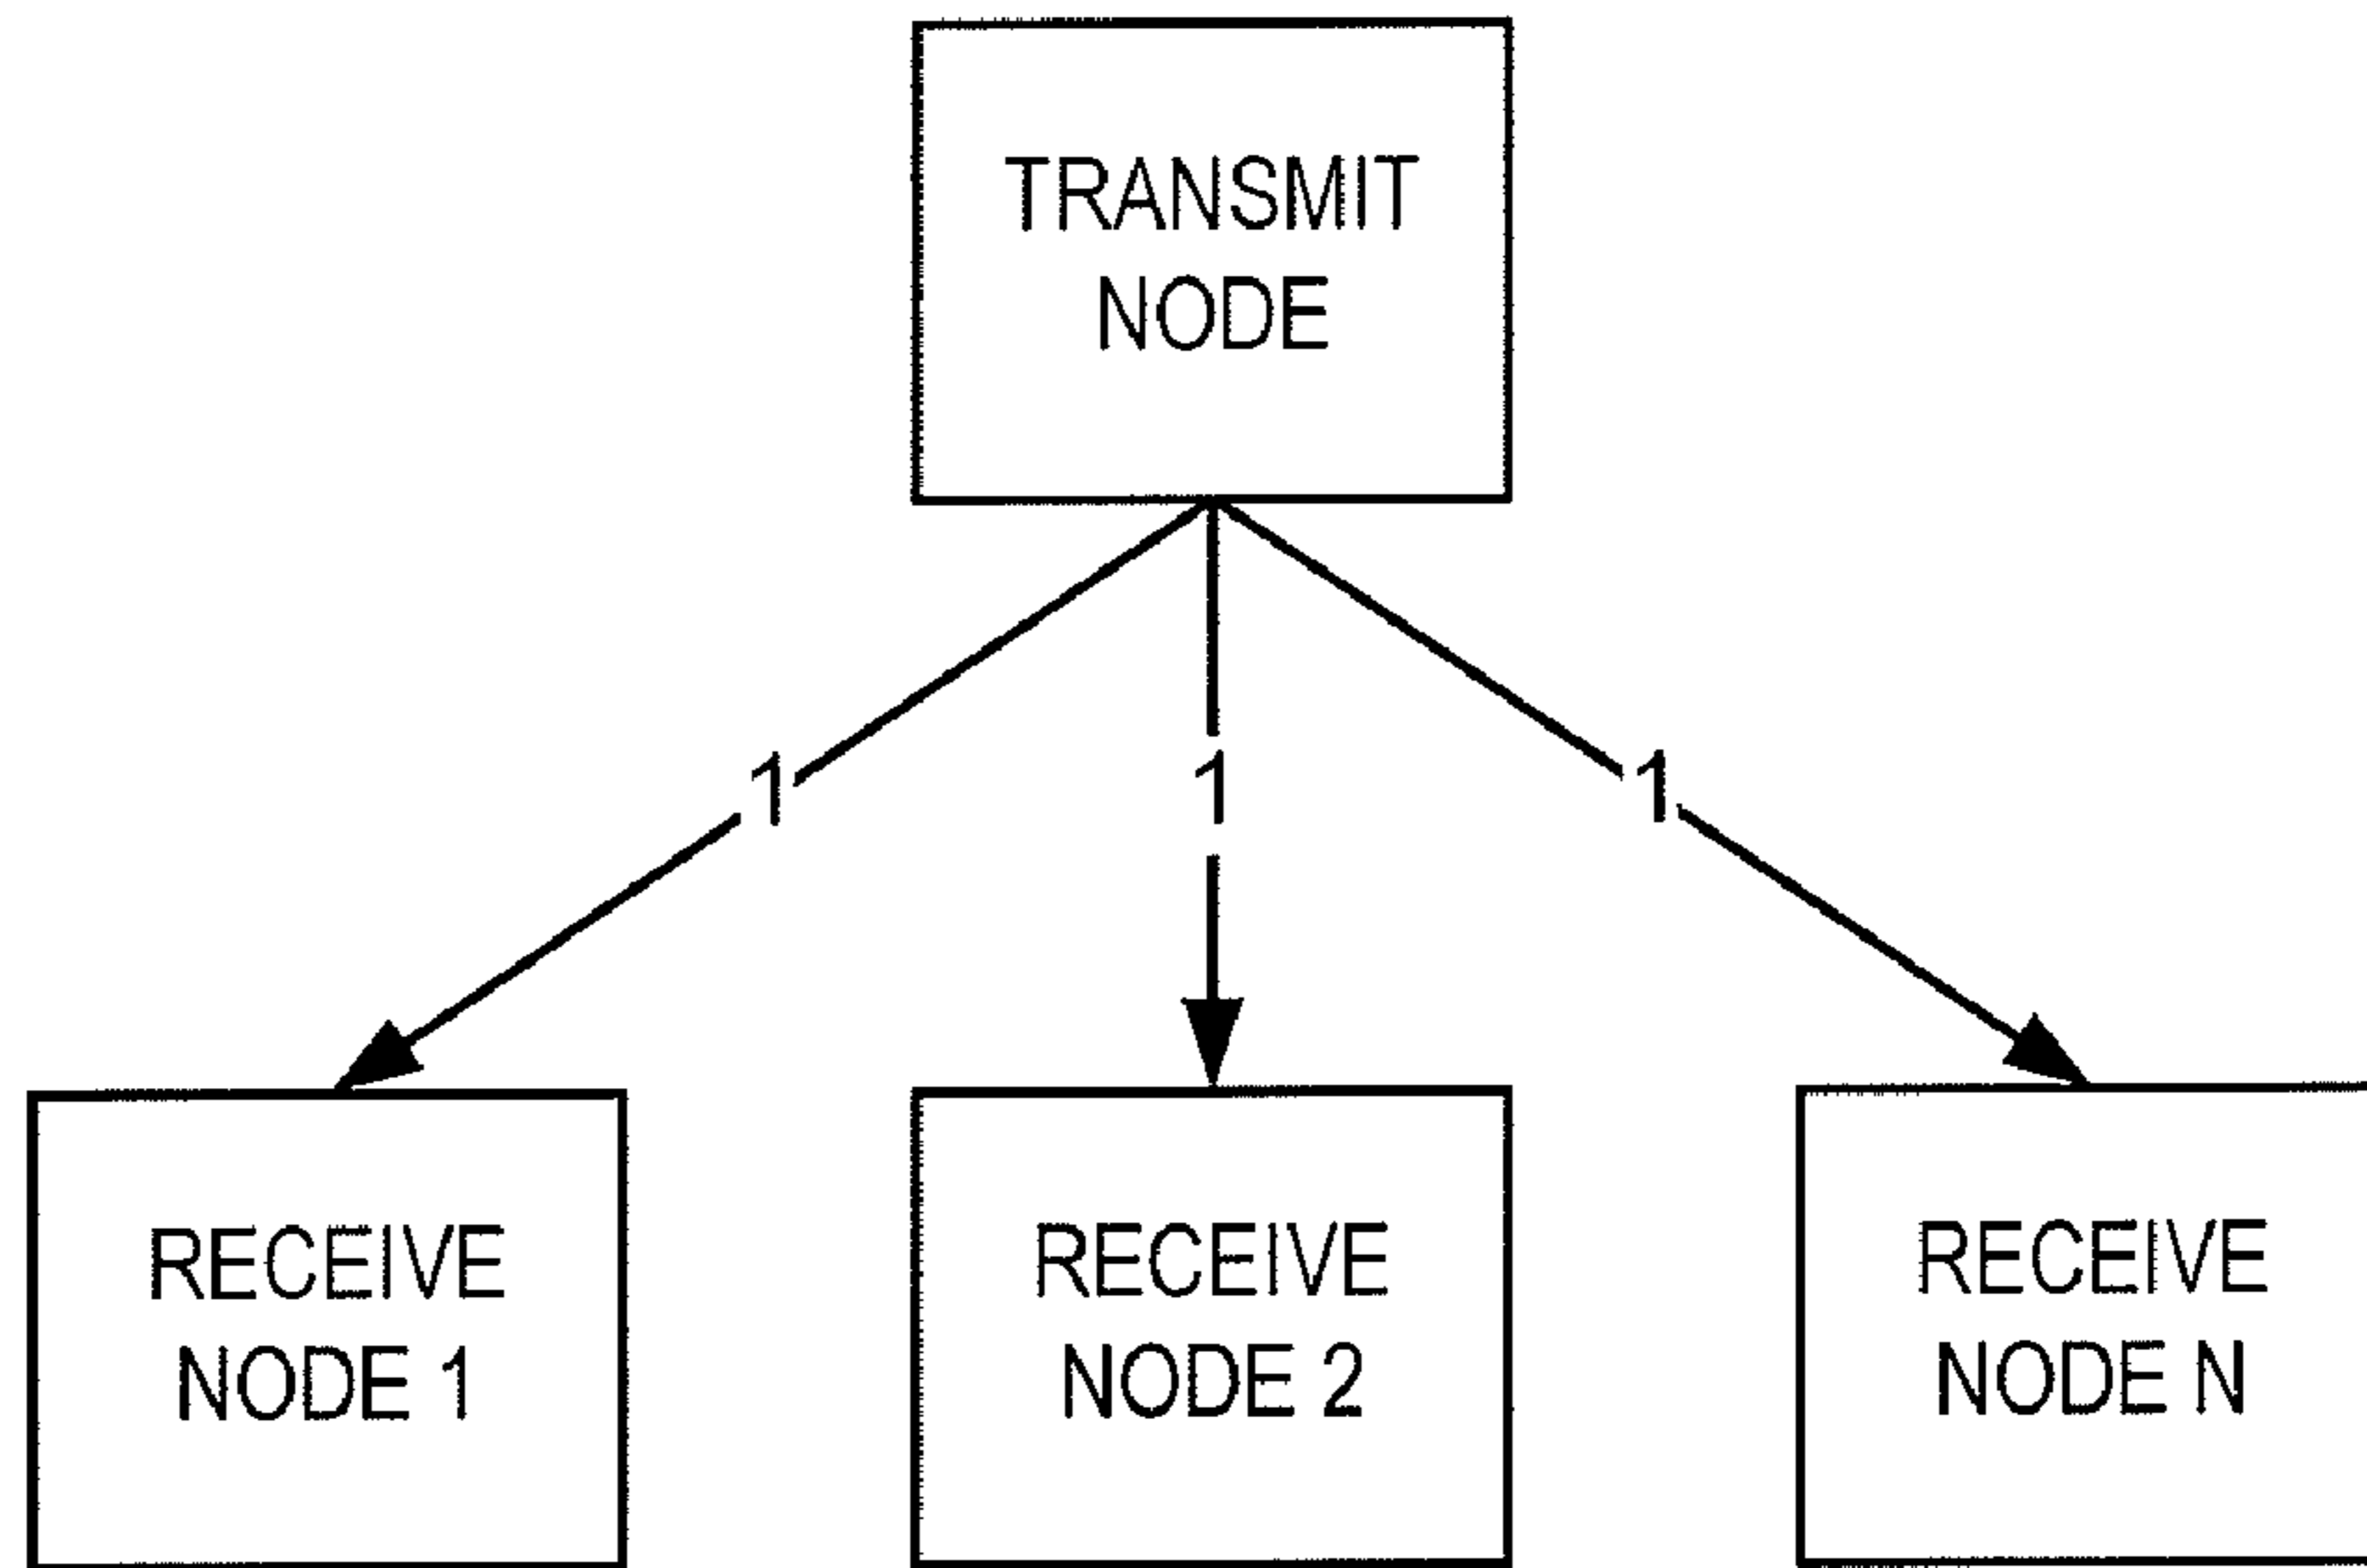 TRANSMIT
NODE
1
1
1
RECEIVE
NODE 1
RECEIVE
NODE 2
RECEIVE
NODE N